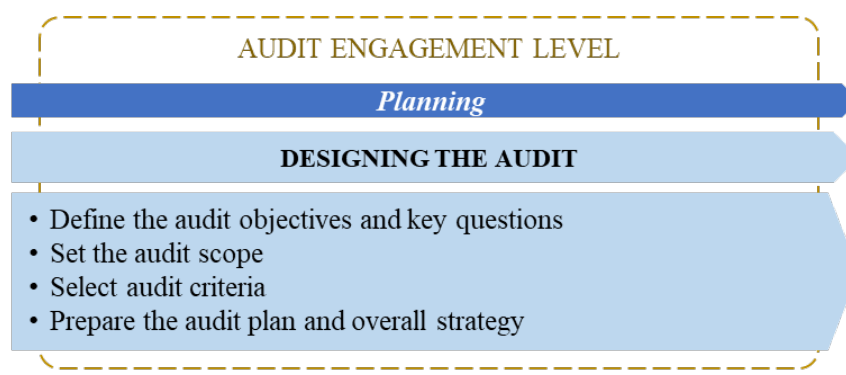 AUDIT ENGAGEMENT LEVEL
Planning
DESIGNING THE AUDIT
• Define the audit objectives and key questions
• Set the audit scope
• Select audit criteria
• Prepare the audit plan and overall strategy